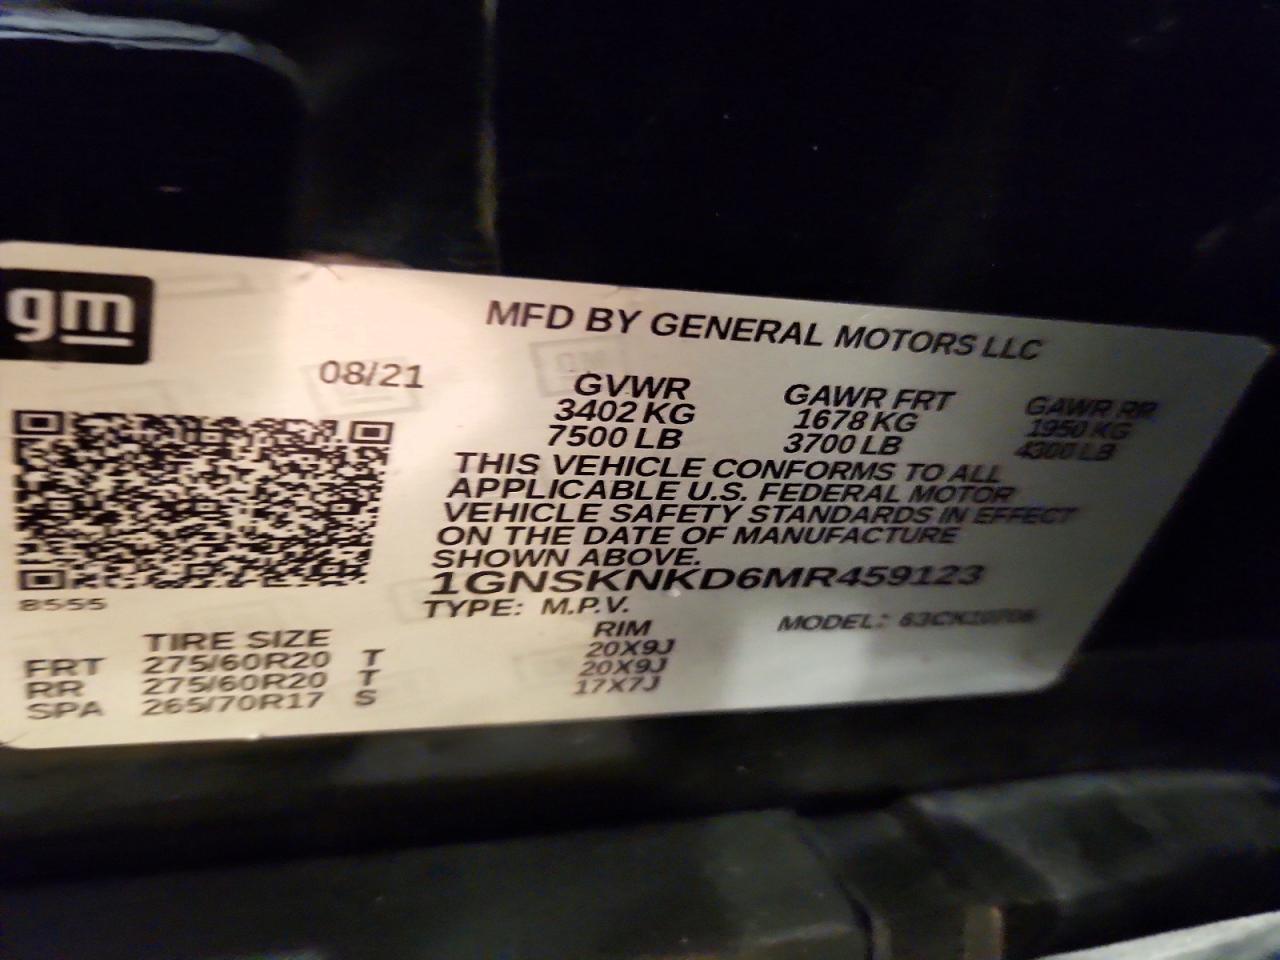 gm
MFD BY GENERAL MOTORS LLC
08/21
GVWR GAWR FRT GAWR RR
3402 KG 1678 KG 1950 KG
7500 LB 3700 LB 4300 LB
THIS VEHICLE CONFORMS TO ALL
APPLICABLE U.S. FEDERAL MOTOR
VEHICLE SAFETY STANDARDS IN EFFECT
ON THE DATE OF MANUFACTURE
SHOWN ABOVE.
1GNSKNKD6MR459123
8555
TYPE: M.P.V. MODEL:
TIRE SIZE RIM
FRT 275/60R20 T 20X9J
RR 275/60R20 T 20X9J
SPA 265/70R17 S 17X7J